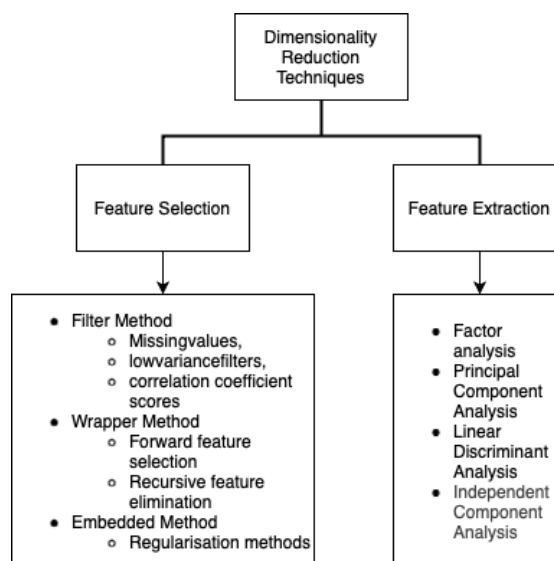 Dimensionality
Reduction
Techniques
Feature Selection
Feature Extraction
Filter Method
Missingvalues,
lowvariancefilters,
correlation coefficient
scores
Wrapper Method
Forward feature
selection
Recursive feature
elimination
Embedded Method
Regularisation methods
Factor
analysis
Principal
Component
Analysis
Linear
Discriminant
Analysis
Independent
Component
Analysis